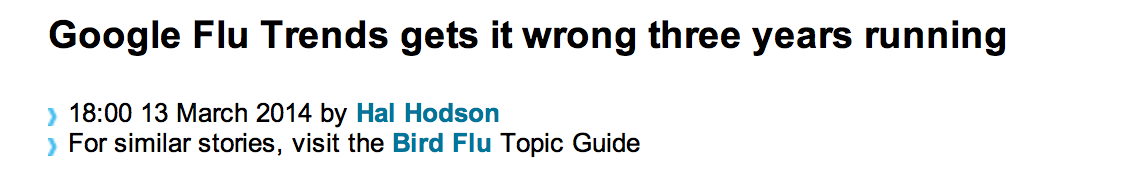 Google Flu Trends gets it wrong three years running
18:00 13 March 2014 by Hal Hodson
For similar stories, visit the Bird Flu Topic Guide